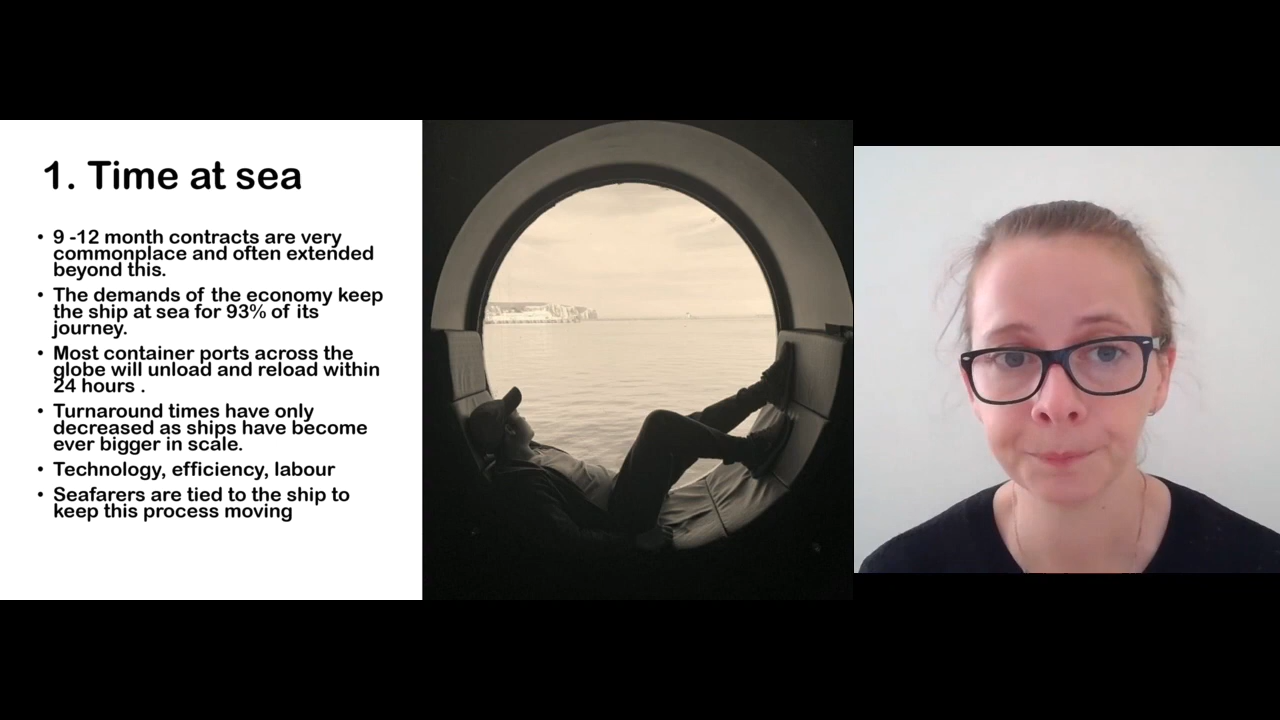 1. Time at sea
• 9 -12 month contracts are very
commonplace and often extended
beyond this.
• The demands of the economy keep
the ship at sea for 93% of its
journey.
• Most container ports across the
globe will unload and reload within
24 hours .
• Turnaround times have only
decreased as ships have become
ever bigger in scale.
• Technology, efficiency, labour
• Seafarers are tied to the ship to
keep this process moving